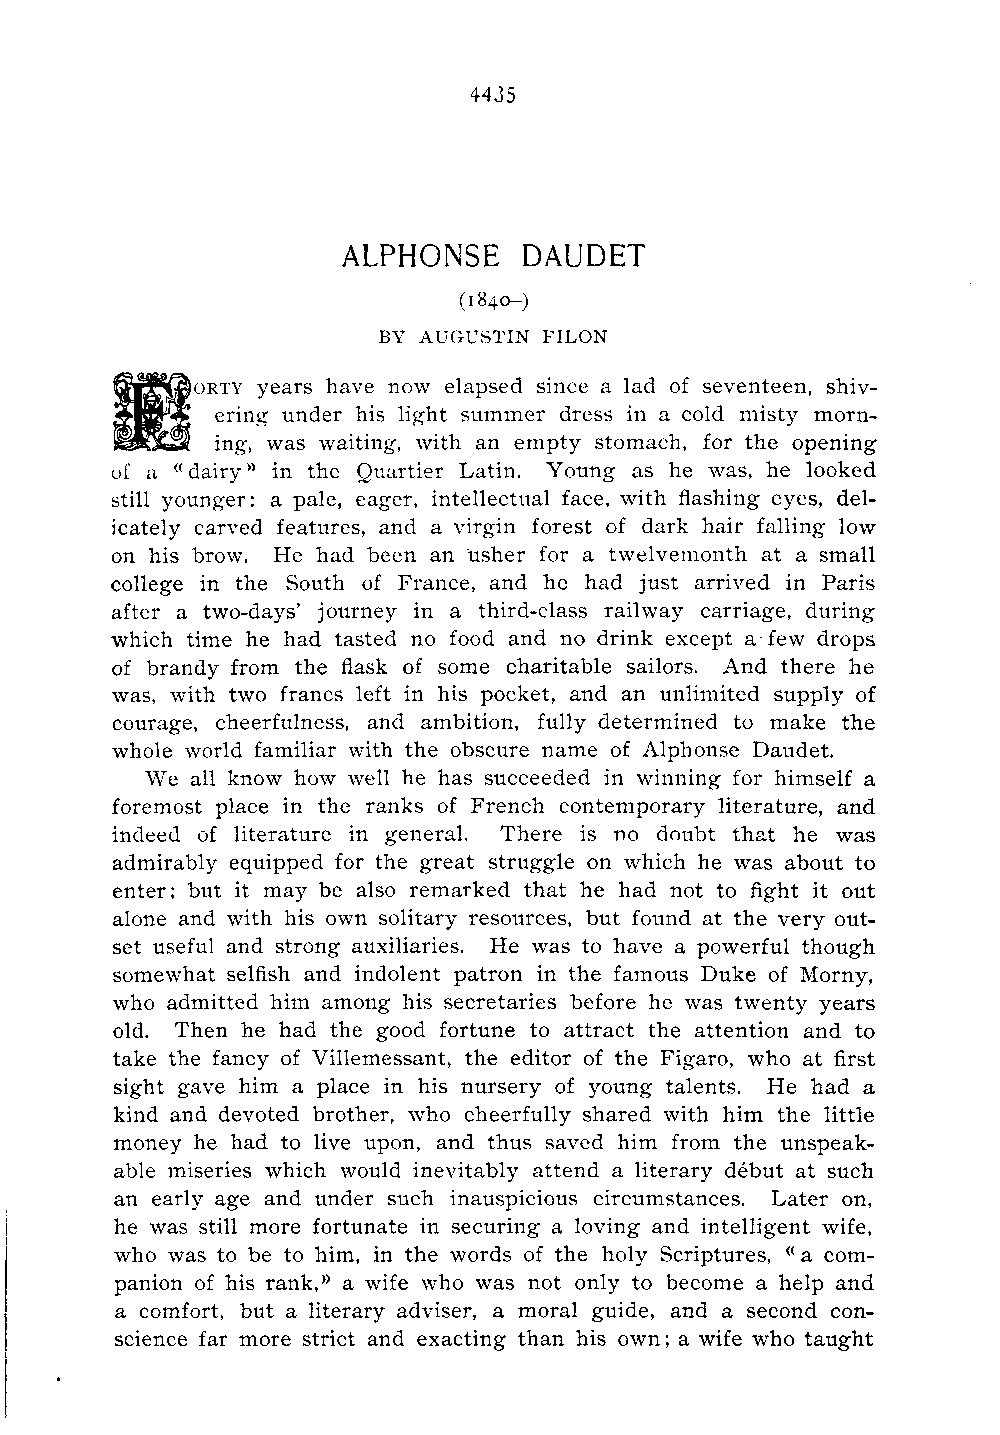 4435
ALPHONSE DAUDET
(1840–)
BY AUGUSTIN FILON
FORTY years have now elapsed since a lad of seventeen, shiv-
ering under his light summer dress in a cold misty morn-
ing, was waiting, with an empty stomach, for the opening
of a «dairy» in the Quartier Latin. Young as he was, he looked
still younger: a pale, eager, intellectual face, with flashing eyes, del-
icately carved features, and a virgin forest of dark hair falling low
on his brow. He had been an usher for a twelvemonth at a small
college in the South of France, and he had just arrived in Paris
after a two-days' journey in a third-class railway carriage, during
which time he had tasted no food and no drink except a few drops
of brandy from the flask of some charitable sailors. And there he
was, with two francs left in his pocket, and an unlimited supply of
courage, cheerfulness, and ambition, fully determined to make the
whole world familiar with the obscure name of Alphonse Daudet.
We all know how well he has succeeded in winning for himself a
foremost place in the ranks of French contemporary literature, and
indeed of literature in general. There is no doubt that he was
admirably equipped for the great struggle on which he was about to
enter; but it may be also remarked that he had not to fight it out
alone and with his own solitary resources, but found at the very out-
set useful and strong auxiliaries. He was to have a powerful though
somewhat selfish and indolent patron in the famous Duke of Morny,
who admitted him among his secretaries before he was twenty years
old. Then he had the good fortune to attract the attention and to
take the fancy of Villemessant, the editor of the Figaro, who at first
sight gave him a place in his nursery of young talents. He had a
kind and devoted brother, who cheerfully shared with him the little
money he had to live upon, and thus saved him from the unspeak-
able miseries which would inevitably attend a literary début at such
an early age and under such inauspicious circumstances. Later on,
he was still more fortunate in securing a loving and intelligent wife,
who was to be to him, in the words of the holy Scriptures, «a com-
panion of his rank,» a wife who was not only to become a help and
a comfort, but a literary adviser, a moral guide, and a second con-
science far more strict and exacting than his own; a wife who taught